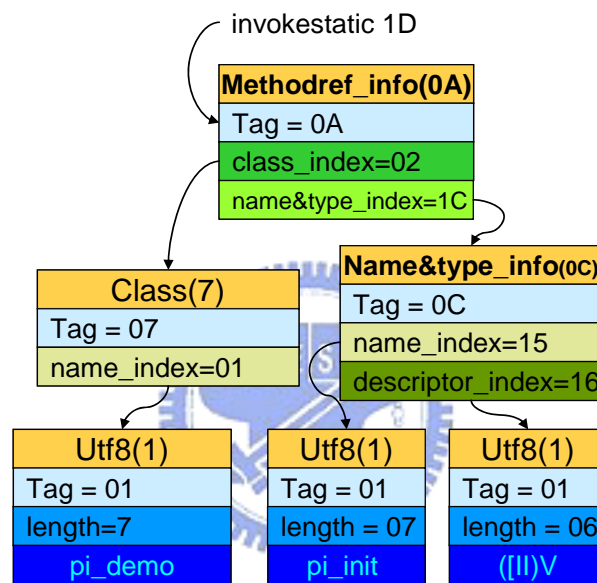 invokestatic 1D
Methodref_info(0A)
Tag = 0A
class_index=02
name&type_index=1C
Class(7)
Tag = 07
name_index=01
Name&type_info(0C)
Tag = 0C
name_index=15
descriptor_index=16
Utf8(1)
Tag = 01
length=7
pi_demo
Utf8(1)
Tag = 01
length = 07
pi_init
Utf8(1)
Tag = 01
length = 06
([II)V